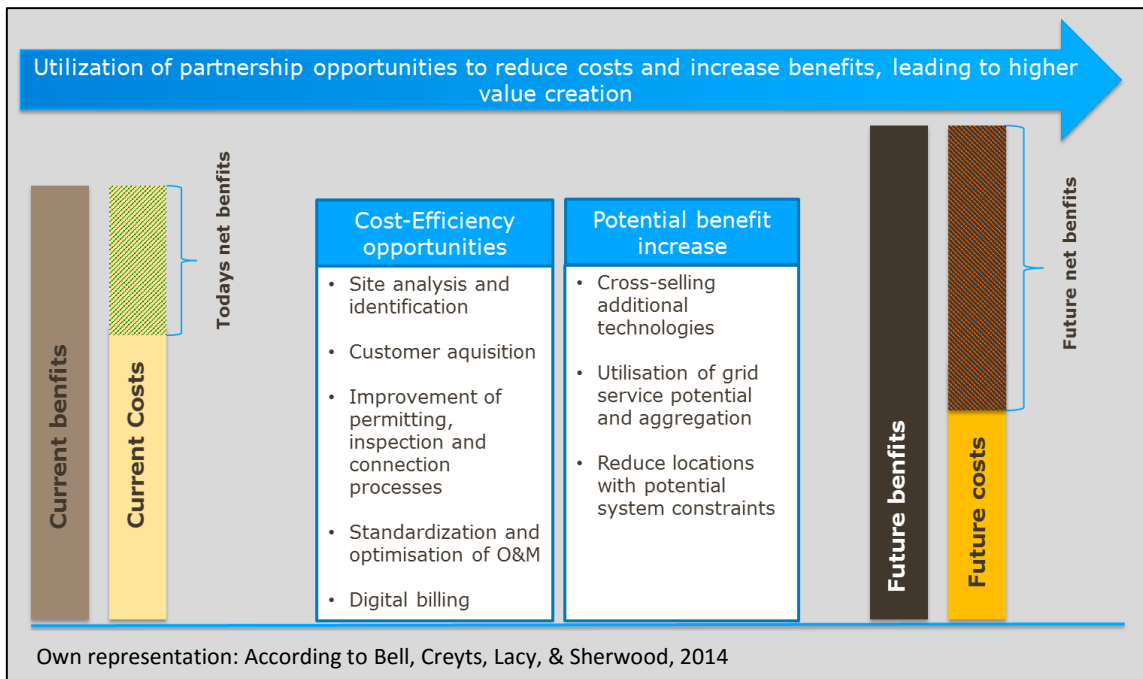 Utilization of partnership opportunities to reduce costs and increase benefits, leading to higher
value creation
Current benfits
Current Costs
Todays net benfits
Cost-Efficiency
opportunities
• Site analysis and
identification
• Customer aquisition
• Improvement of
permitting,
inspection and
connection
processes
• Standardization and
optimisation of O&M
• Digital billing
Potential benefit
increase
• Cross-selling
additional
technologies
• Utilisation of grid
service potential
and aggregation
• Reduce locations
with potential
system constraints
Future benfits
Future costs
Future net benefits
Own representation: According to Bell, Creyts, Lacy, & Sherwood, 2014